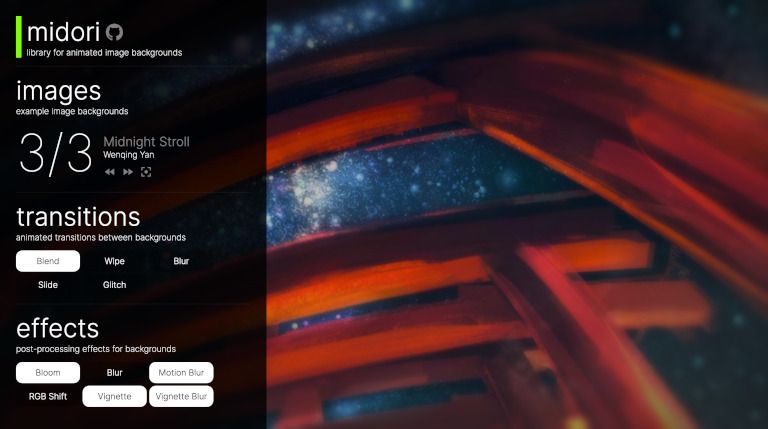 midori
library for animated image backgrounds
images
example image backgrounds
3/3
Midnight Stroll
Wenqing Yan
transitions
animated transitions between backgrounds
Blend Wipe Blur
Slide Glitch
effects
post-processing effects for backgrounds
Bloom Blur Motion Blur
RGB Shift Vignette Vignette Blur